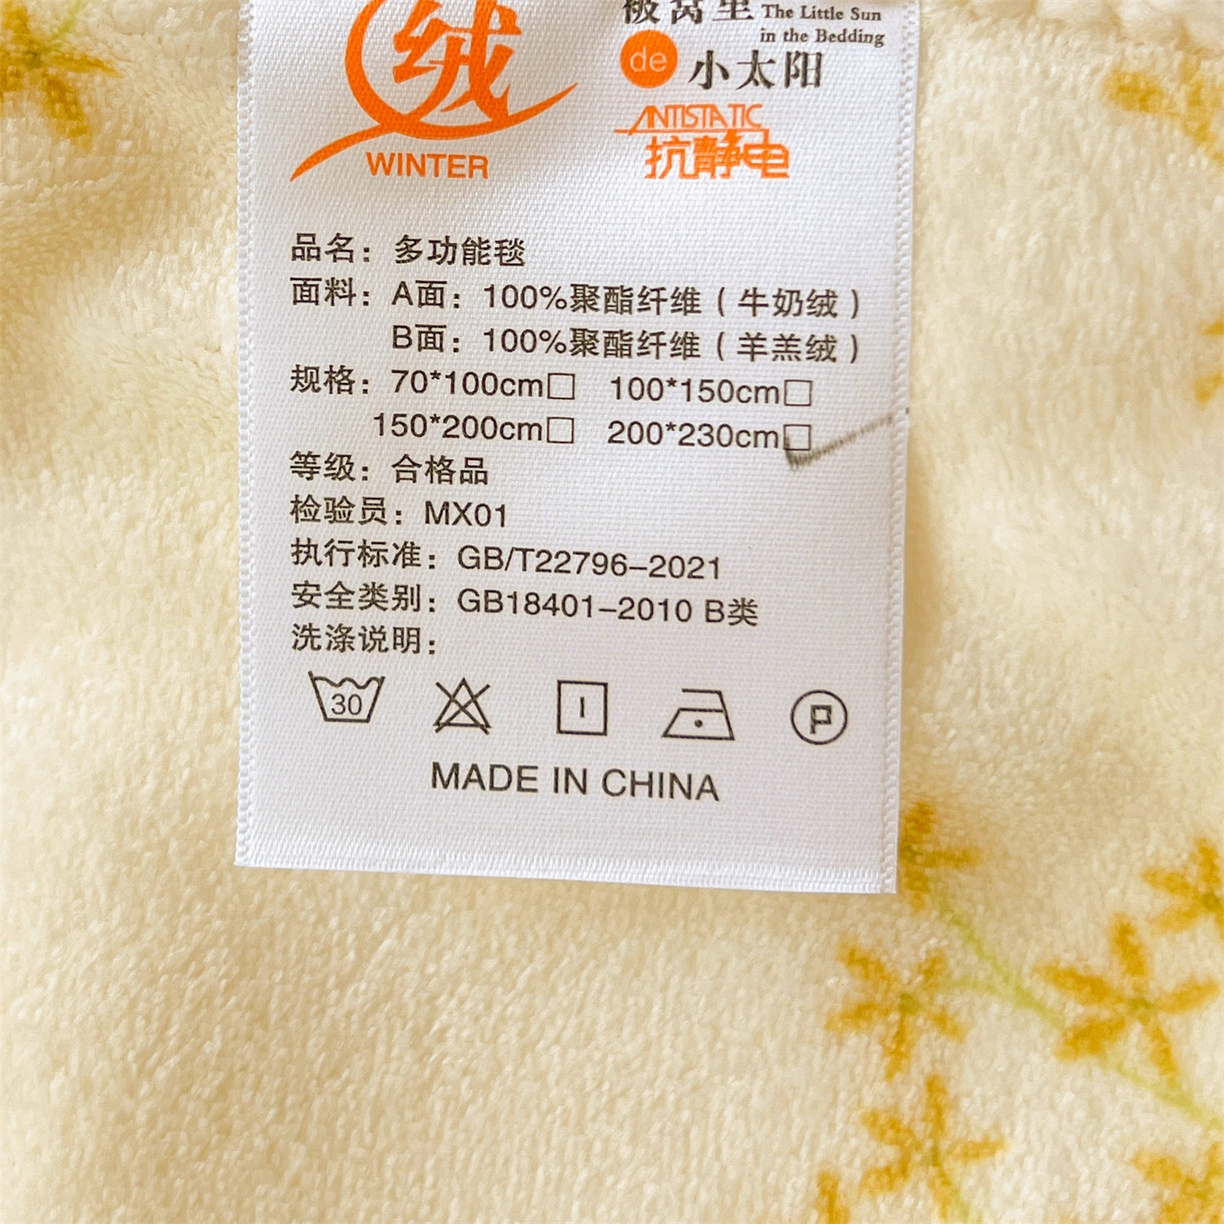 绒
WINTER
被窝里 The Little Sun
in the Bedding
de 小太阳
ANTISTATIC
抗静电
品名：多功能毯
面料：A面：100%聚酯纤维（牛奶绒）
B面：100%聚酯纤维（羊羔绒）
规格：70*100cm□ 100*150cm□
150*200cm□ 200*230cm□
等级：合格品
检验员：MX01
执行标准：GB/T22796–2021
安全类别：GB18401–2010 B类
洗涤说明：
30
P
MADE IN CHINA